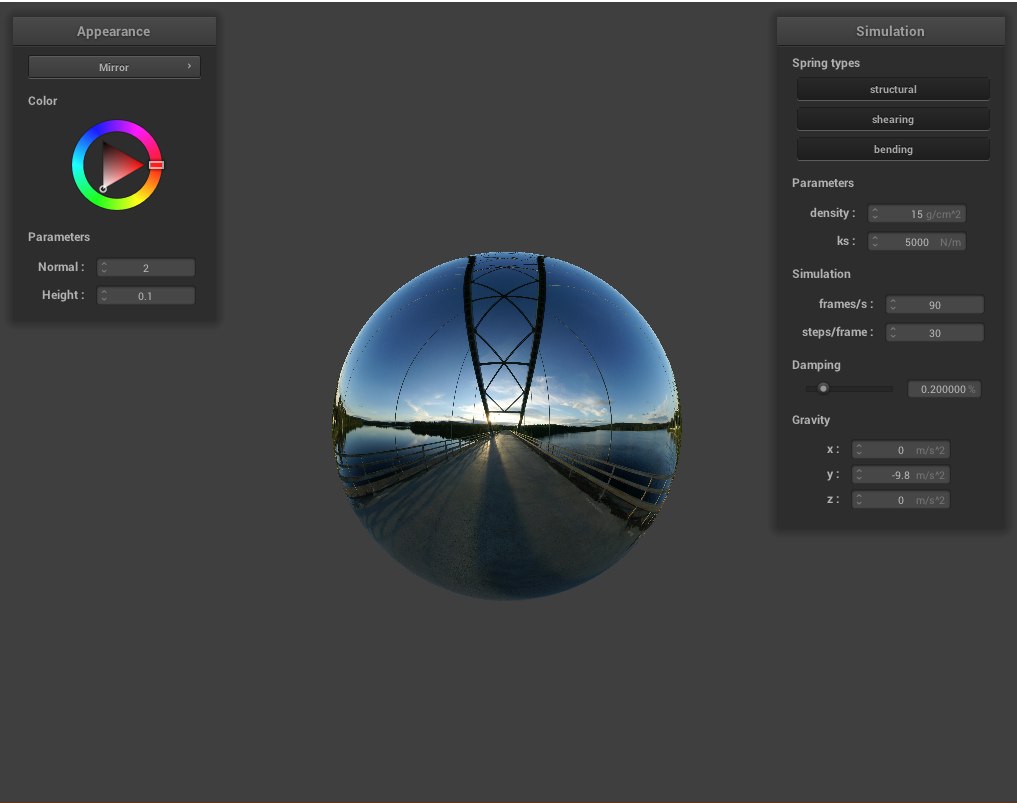 Appearance
Mirror
Color
Parameters
Normal : 2
Height : 0.1
Simulation
Spring types
structural
shearing
bending
Parameters
density : 15 g/cm^2
ks : 5000 N/m
Simulation
frames/s : 90
steps/frame : 30
Damping
0.200000 %
Gravity
x : 0 m/s^2
y : -9.8 m/s^2
z : 0 m/s^2